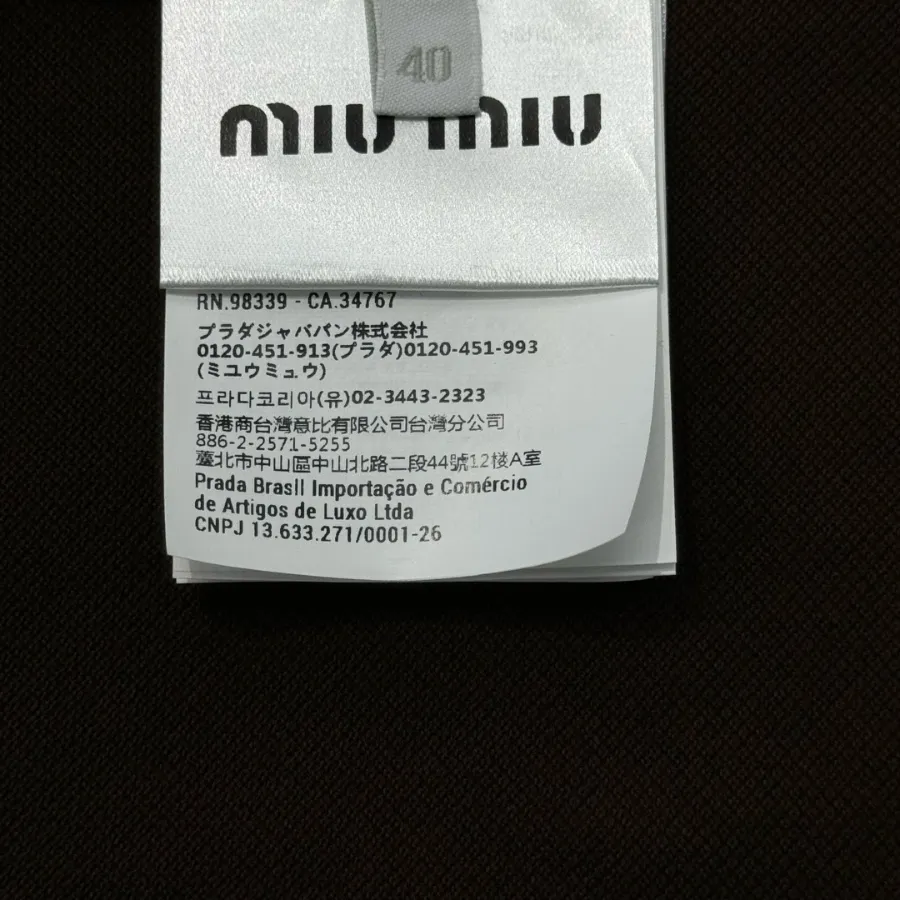 40
miu miu
RN.98339 - CA.34767
プラダジャババン株式会社
0120-451-913(プラダ)0120-451-993
(ミユウミュウ)
프라다코리아(유)02-3443-2323
香港商台灣意比有限公司台灣分公司
886-2-2571-5255
臺北市中山區中山北路二段44號12棱A室
Prada Brasil Importação e Comércio
de Artigos de Luxo Ltda
CNPJ 13.633.271/0001-26